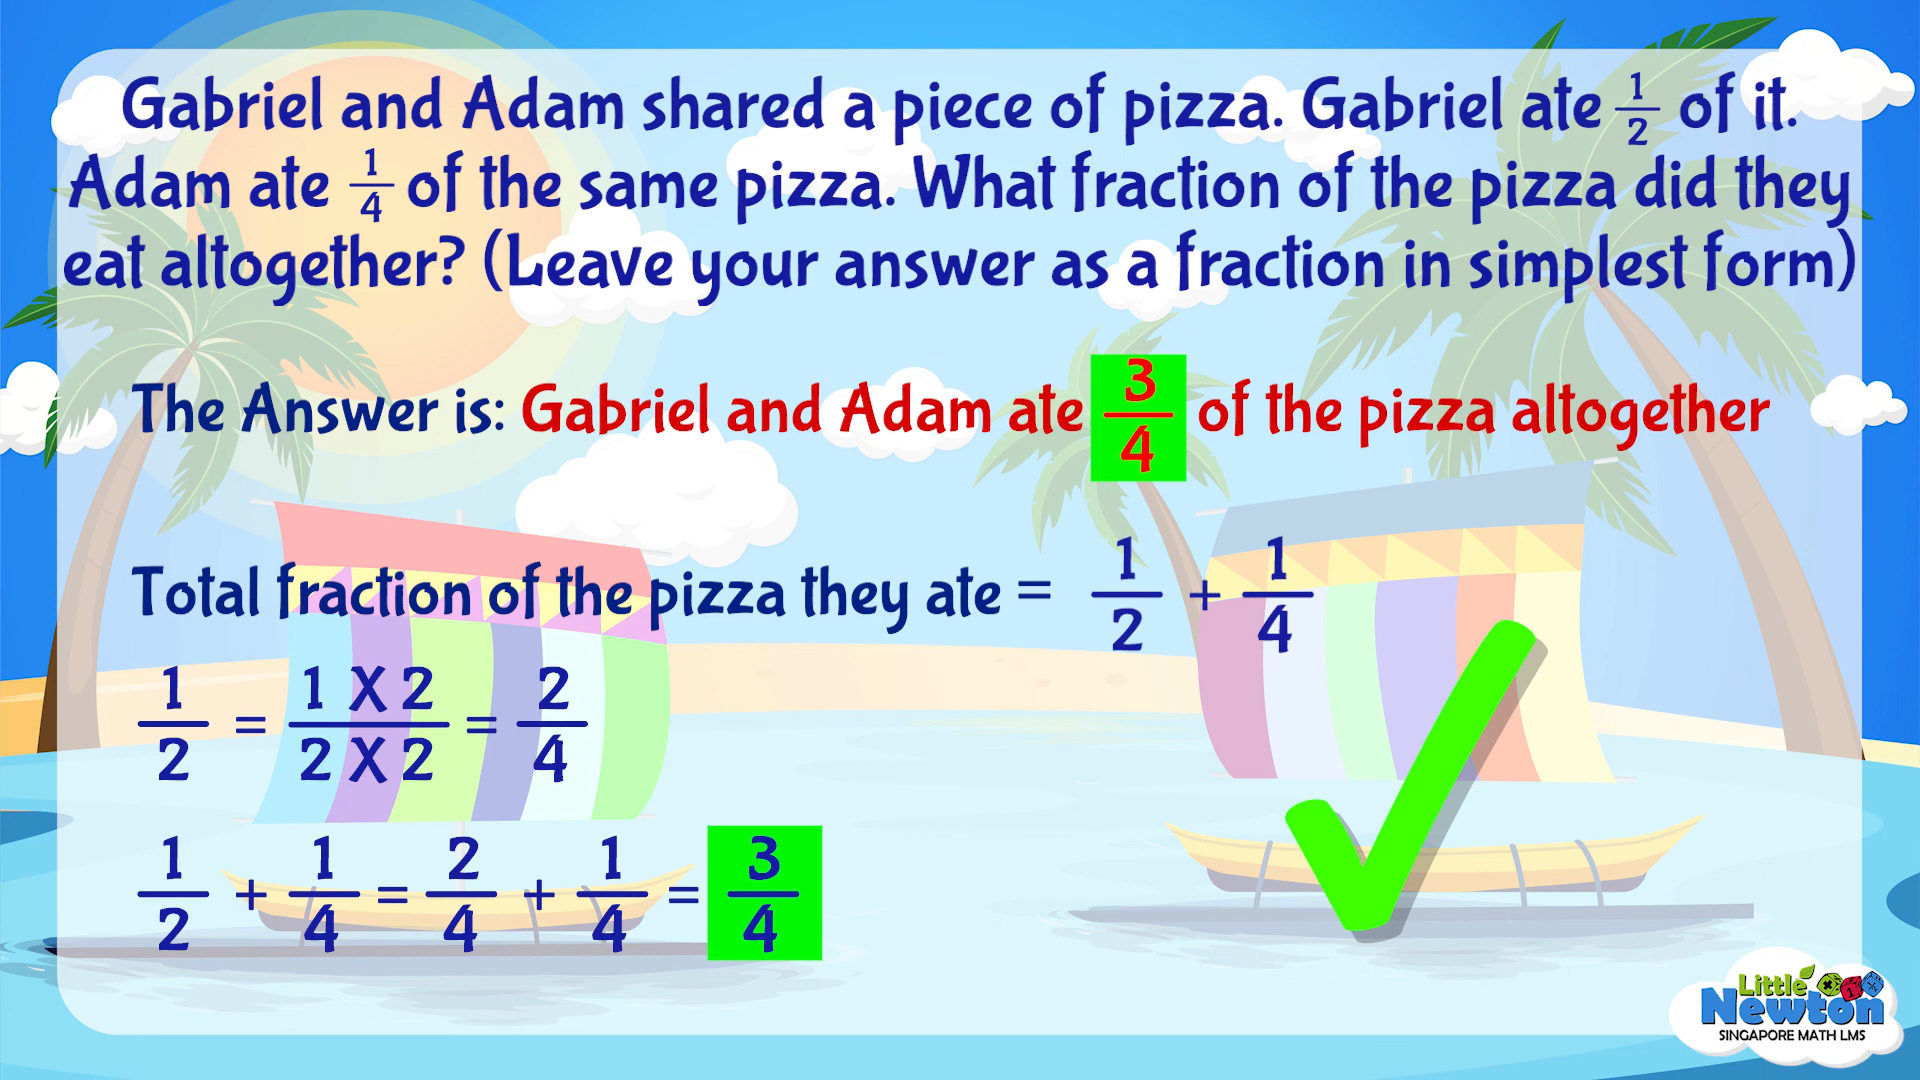 Gabriel and Adam shared a piece of pizza. Gabriel ate 1/2 of it.
Adam ate 1/4 of the same pizza. What fraction of the pizza did they
eat altogether? (Leave your answer as a fraction in simplest form)
The Answer is: Gabriel and Adam ate 3/4 of the pizza altogether
Total fraction of the pizza they ate = 1/2 + 1/4
1/2 = (1 X 2)/(2 X 2) = 2/4
1/2 + 1/4 = 2/4 + 1/4 = 3/4
Little
Newton
SINGAPORE MATH LMS